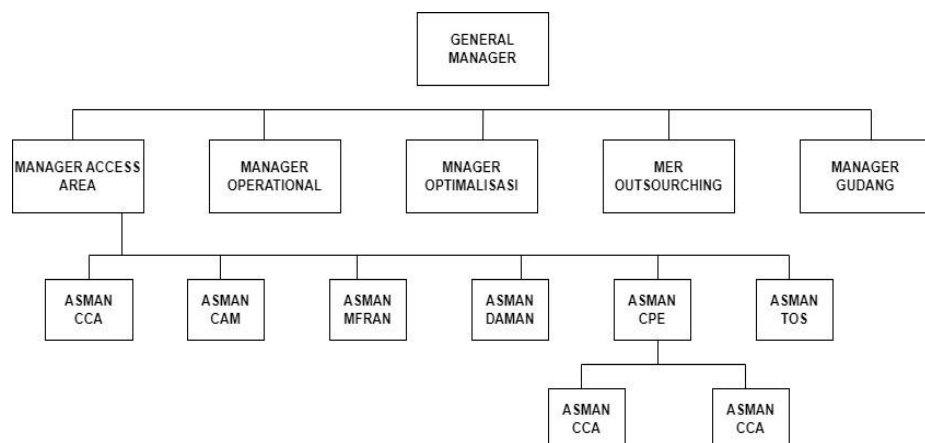 GENERAL
MANAGER
MANAGER ACCESS
AREA
MANAGER
OPERATIONAL
MNAGER
OPTIMALISASI
MER
OUTSOURCHING
MANAGER
GUDANG
ASMAN
CCA
ASMAN
CAM
ASMAN
MFRAN
ASMAN
DAMAN
ASMAN
CPE
ASMAN
TOS
ASMAN
CCA
ASMAN
CCA